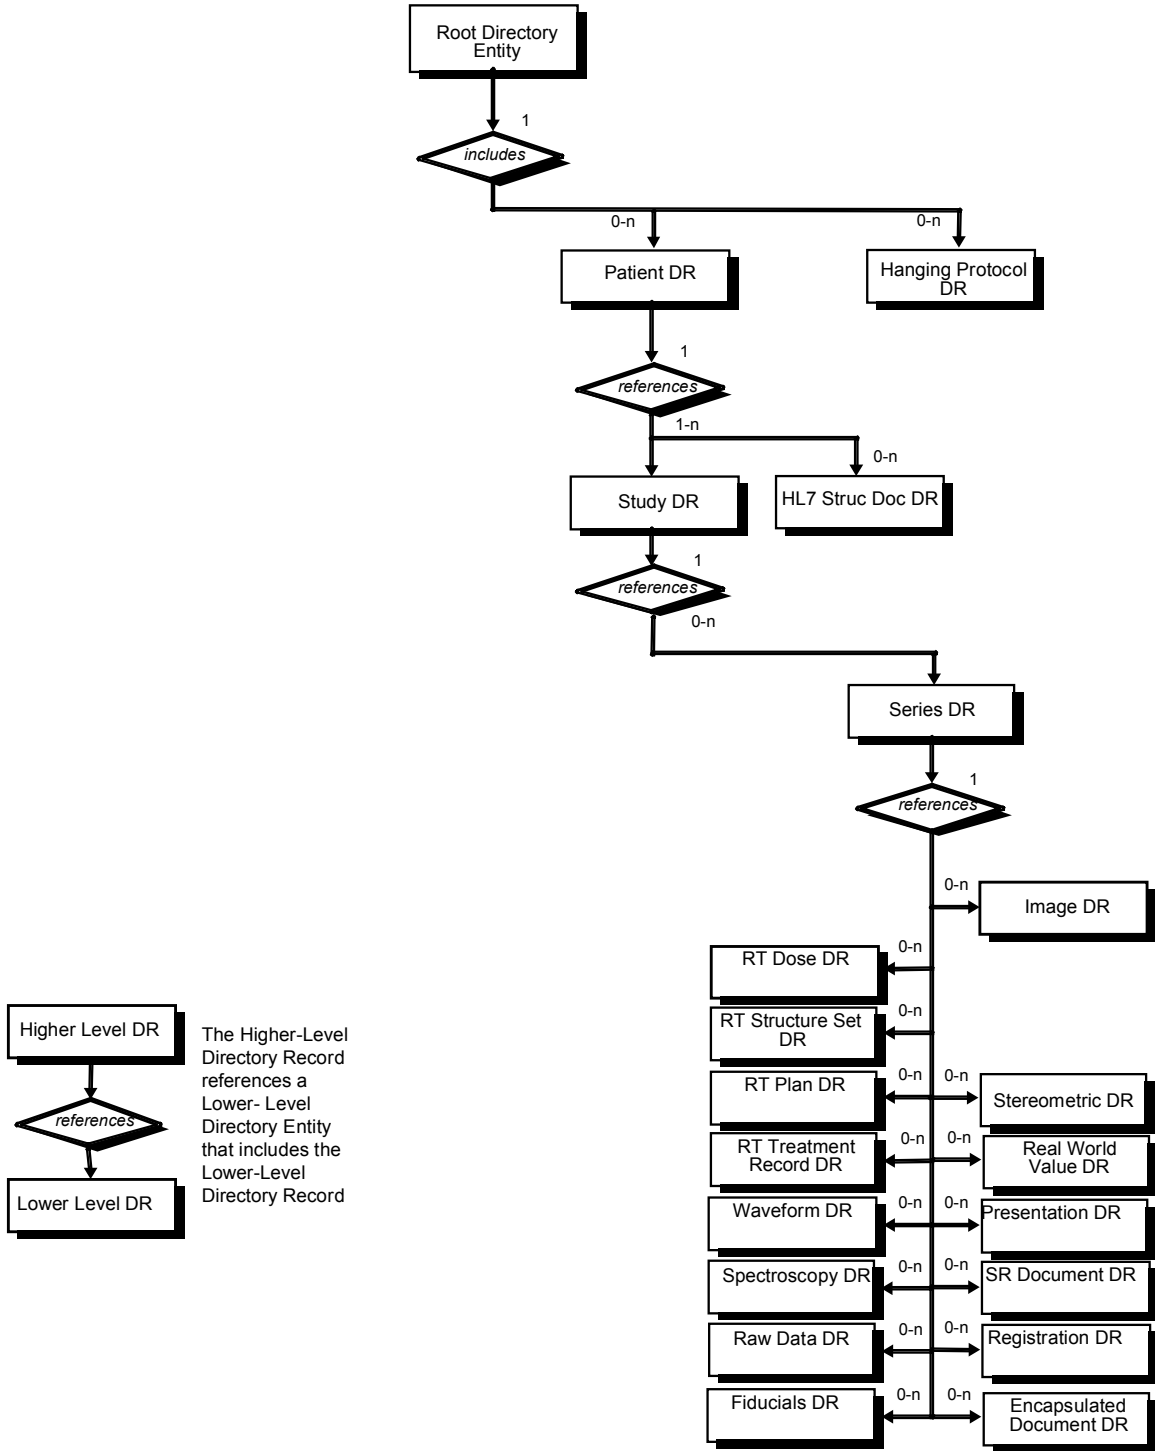 Root Directory
Entity
1
includes
0-n
0-n
Patient DR
Hanging Protocol
DR
1
references
1-n
0-n
Study DR
HL7 Struc Doc DR
1
references
0-n
Series DR
1
references
0-n
Image DR
0-n
RT Dose DR
0-n
RT Structure Set
DR
0-n
0-n
RT Plan DR
Stereometric DR
0-n
0-n
RT Treatment
Record DR
Real World
Value DR
0-n
0-n
Waveform DR
Presentation DR
0-n
0-n
Spectroscopy DR
SR Document DR
0-n
0-n
Raw Data DR
Registration DR
0-n
0-n
Fiducials DR
Encapsulated
Document DR
Higher Level DR
references
Lower Level DR
The Higher-Level
Directory Record
references a
Lower- Level
Directory Entity
that includes the
Lower-Level
Directory Record